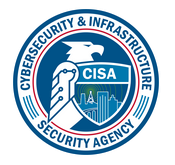 CYBERSECURITY & INFRASTRUCTURE
CISA
SECURITY AGENCY